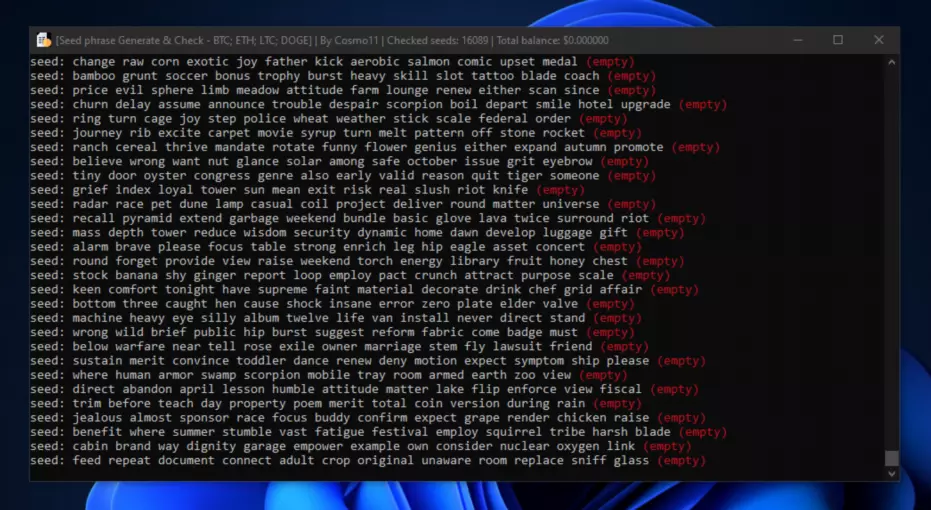 [Seed phrase Generate & Check - BTC; ETH; LTC; DOGE] | By Cosmo11 | Checked seeds: 16089 | Total balance: $0.000000
seed: change raw corn exotic joy father kick aerobic salmon comic upset medal (empty)
seed: bamboo grunt soccer bonus trophy burst heavy skill slot tattoo blade coach (empty)
seed: price evil sphere limb meadow attitude farm lounge renew either scan since (empty)
seed: churn delay assume announce trouble despair scorpion boil depart smile hotel upgrade (empty)
seed: ring turn cage joy step police wheat weather stick scale federal order (empty)
seed: journey rib excite carpet movie syrup turn melt pattern off stone rocket (empty)
seed: ranch cereal thrive mandate rotate funny flower genius either expand autumn promote (empty)
seed: believe wrong want nut glance solar among safe october issue grit eyebrow (empty)
seed: tiny door oyster congress genre also early valid reason quit tiger someone (empty)
seed: grief index loyal tower sun mean exit risk real slush riot knife (empty)
seed: radar race pet dune lamp casual coil project deliver round matter universe (empty)
seed: recall pyramid extend garbage weekend bundle basic glove lava twice surround riot (empty)
seed: mass depth tower reduce wisdom security dynamic home dawn develop luggage gift (empty)
seed: alarm brave please focus table strong enrich leg hip eagle asset concert (empty)
seed: round forget provide view raise weekend torch energy library fruit honey chest (empty)
seed: stock banana shy ginger report loop employ pact crunch attract purpose scale (empty)
seed: keen comfort tonight have supreme faint material decorate drink chef grid affair (empty)
seed: bottom three caught hen cause shock insane error zero plate elder valve (empty)
seed: machine heavy eye silly album twelve life van install never direct stand (empty)
seed: wrong wild brief public hip burst suggest reform fabric come badge must (empty)
seed: below warfare near tell rose exile owner marriage stem fly lawsuit friend (empty)
seed: sustain merit convince toddler dance renew deny motion expect symptom ship please (empty)
seed: where human armor swamp scorpion mobile tray room armed earth zoo view (empty)
seed: direct abandon april lesson humble attitude matter lake flip enforce view fiscal (empty)
seed: trim before teach day property poem merit total coin version during rain (empty)
seed: jealous almost sponsor race focus buddy confirm expect grape render chicken raise (empty)
seed: benefit where summer stumble vast fatigue festival employ squirrel tribe harsh blade (empty)
seed: cabin brand way dignity garage empower example own consider nuclear oxygen link (empty)
seed: feed repeat document connect adult crop original unaware room replace sniff glass (empty)